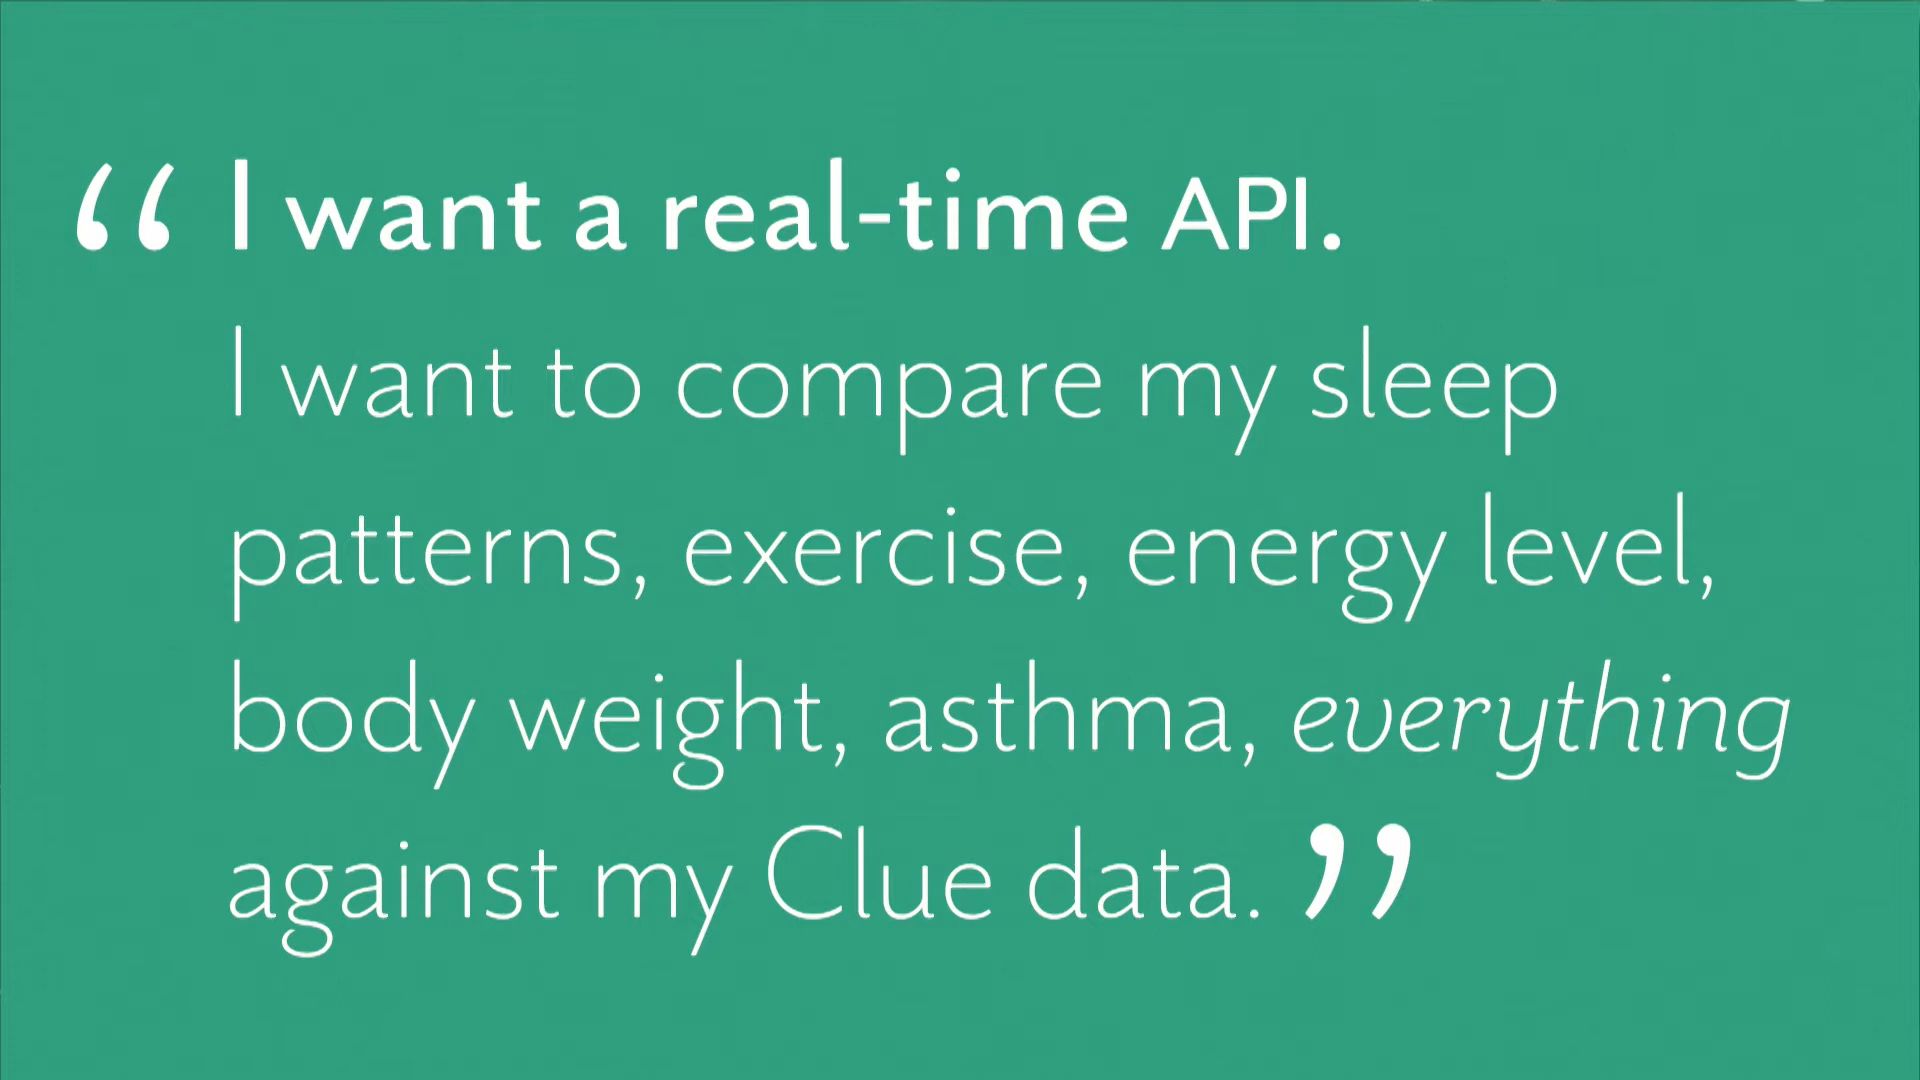 “ I want a real-time API.
I want to compare my sleep
patterns, exercise, energy level,
body weight, asthma, everything
against my Clue data. ”